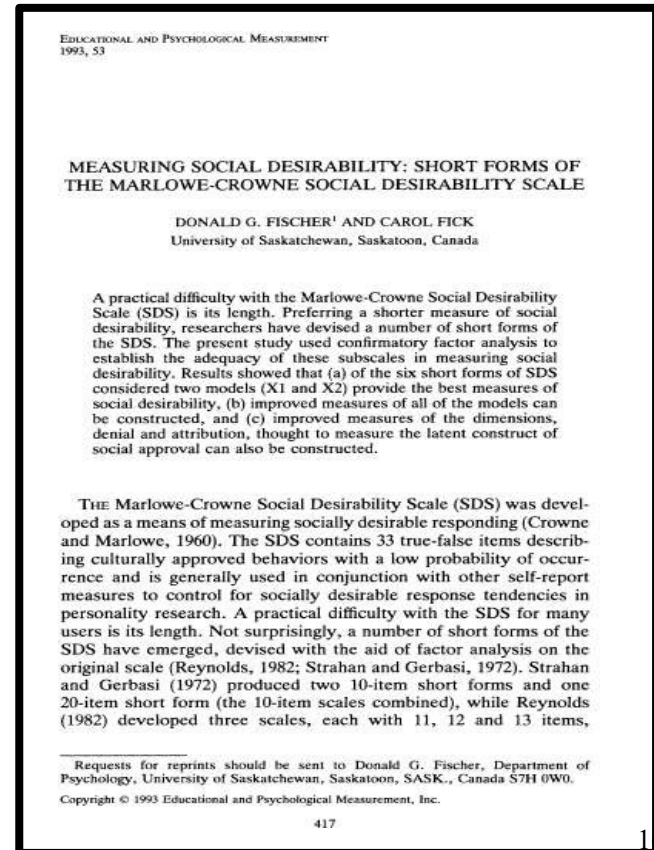 EDUCATIONAL AND PSYCHOLOGICAL MEASUREMENT
1993, 53
MEASURING SOCIAL DESIRABILITY: SHORT FORMS OF
THE MARLOWE-CROWNE SOCIAL DESIRABILITY SCALE
DONALD G. FISCHER¹ AND CAROL FICK
University of Saskatchewan, Saskatoon, Canada
A practical difficulty with the Marlowe-Crowne Social Desirability
Scale (SDS) is its length. Preferring a shorter measure of social
desirability, researchers have devised a number of short forms of
the SDS. The present study used confirmatory factor analysis to
establish the adequacy of these subscales in measuring social
desirability. Results showed that (a) of the six short forms of SDS
considered two models (X1 and X2) provide the best measures of
social desirability, (b) improved measures of all of the models can
be constructed, and (c) improved measures of the dimensions,
denial and attribution, thought to measure the latent construct of
social approval can also be constructed.
THE Marlowe-Crowne Social Desirability Scale (SDS) was devel-
oped as a means of measuring socially desirable responding (Crowne
and Marlowe, 1960). The SDS contains 33 true-false items describ-
ing culturally approved behaviors with a low probability of occur-
rence and is generally used in conjunction with other self-report
measures to control for socially desirable response tendencies in
personality research. A practical difficulty with the SDS for many
users is its length. Not surprisingly, a number of short forms of the
SDS have emerged, devised with the aid of factor analysis on the
original scale (Reynolds, 1982; Strahan and Gerbasi, 1972). Strahan
and Gerbasi (1972) produced two 10-item short forms and one
20-item short form (the 10-item scales combined), while Reynolds
(1982) developed three scales, each with 11, 12 and 13 items,
Requests for reprints should be sent to Donald G. Fischer, Department of
Psychology, University of Saskatchewan, Saskatoon, SASK., Canada S7H 0W0.
Copyright © 1993 Educational and Psychological Measurement, Inc.
417
1